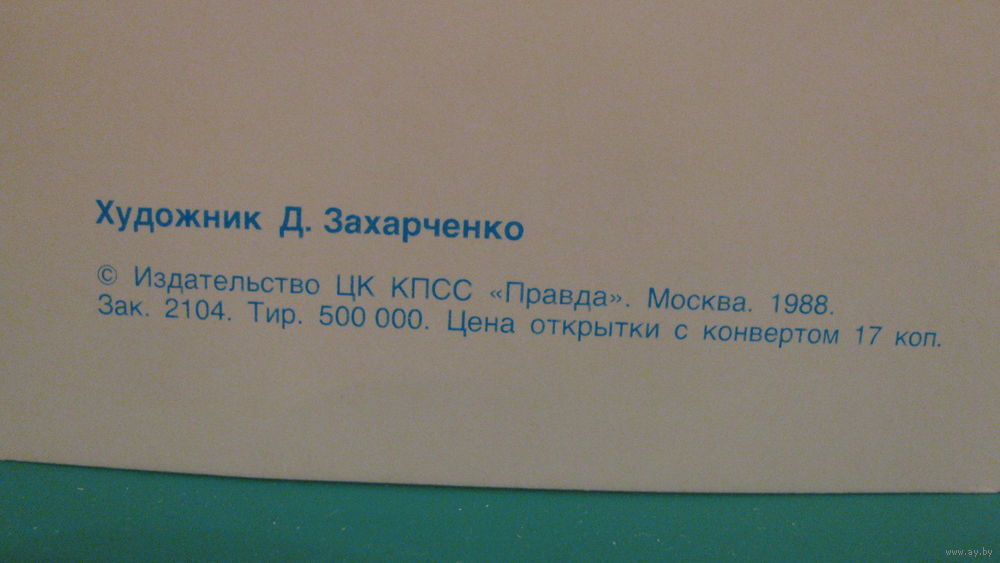 Художник Д. Захарченко
© Издательство ЦК КПСС «Правда». Москва. 1988.
Зак. 2104. Тир. 500 000. Цена открытки с конвертом 17 коп.
www.ay.by